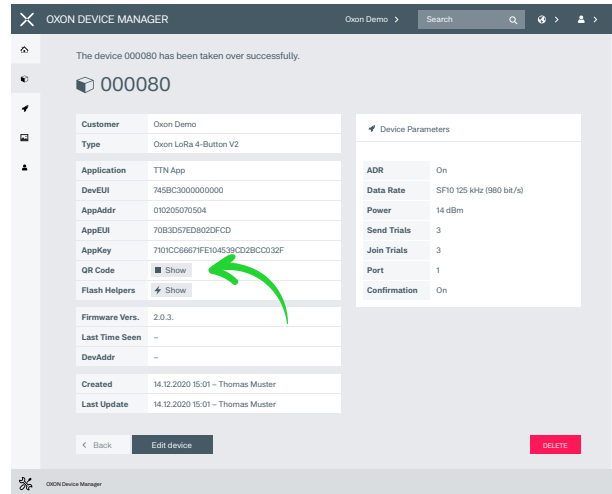 OXON DEVICE MANAGER
Oxon Demo
Search
The device 000080 has been taken over successfully.
000080
Customer Oxon Demo
Type Oxon LoRa 4-Button V2
Application TTN App
DevEUI 745BC3000000000
AppAddr 010205070504
AppEUI 70B3D57ED802DFCD
AppKey 7101CC66671FE104539CD2BCC032F
QR Code Show
Flash Helpers Show
Firmware Vers. 2.0.3.
Last Time Seen –
DevAddr –
Created 14.12.2020 15:01 – Thomas Muster
Last Update 14.12.2020 15:01 – Thomas Muster
Device Parameters
ADR On
Data Rate SF10 125 kHz (980 bit/s)
Power 14 dBm
Send Trials 3
Join Trials 3
Port 1
Confirmation On
Back
Edit device
DELETE
OXON Device Manager